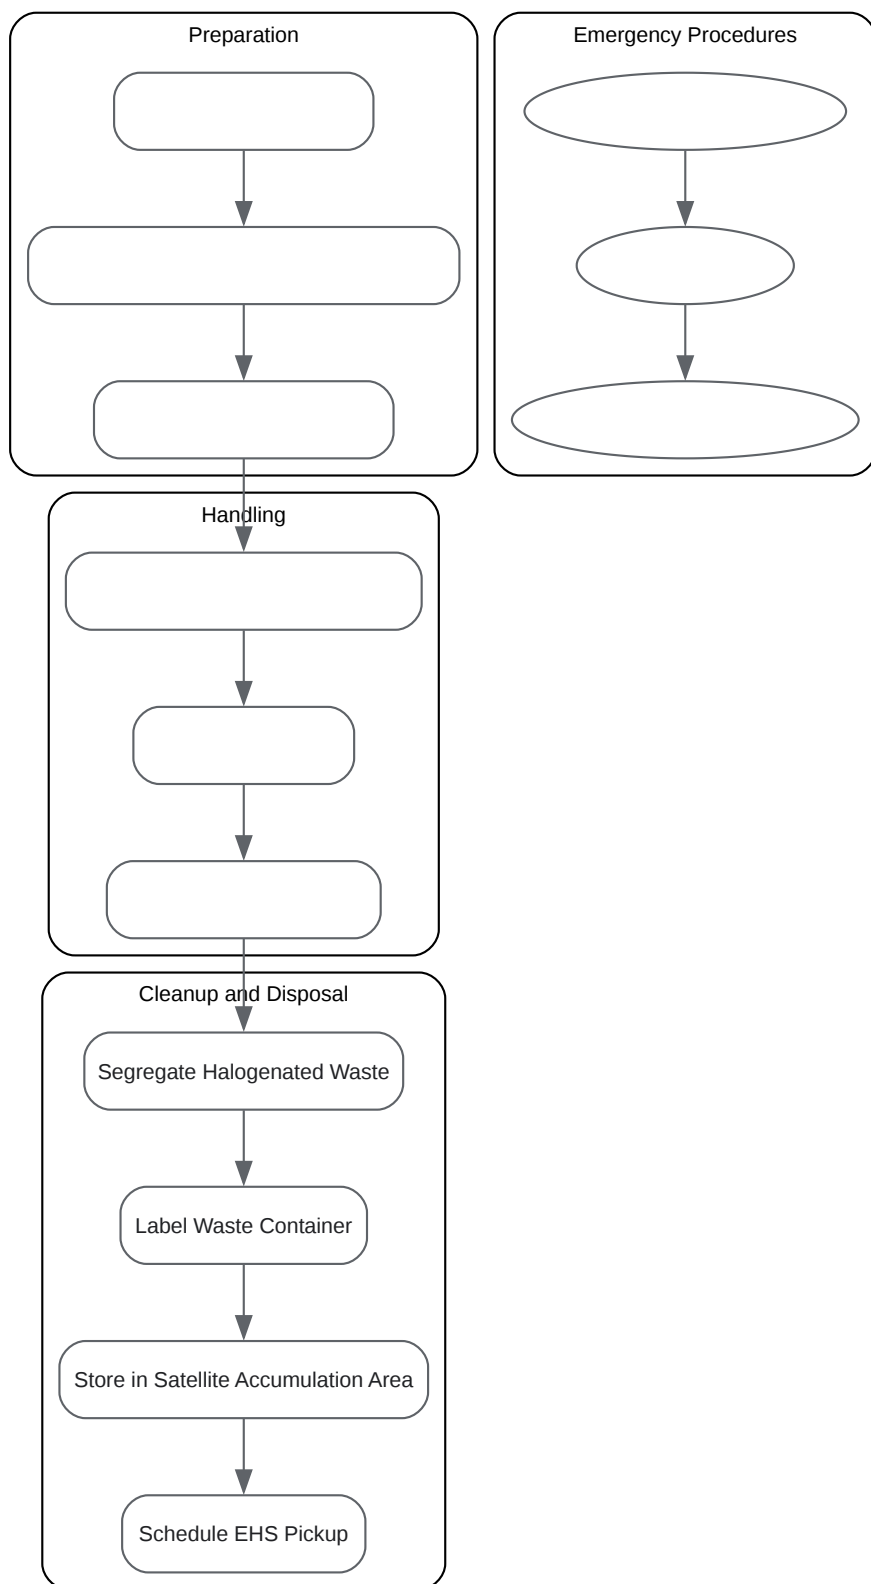 Preparation
Emergency Procedures
Handling
Cleanup and Disposal
Segregate Halogenated Waste
Label Waste Container
Store in Satellite Accumulation Area
Schedule EHS Pickup